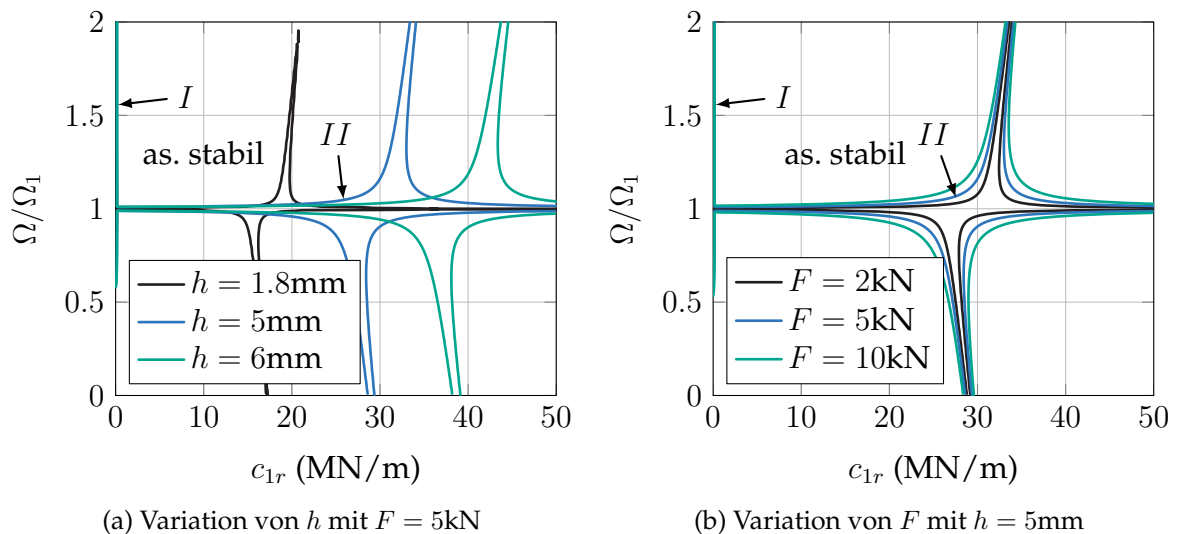 2
1.5
1
0.5
0
Ω/Ω₁
I
II
as. stabil
h = 1.8mm
h = 5mm
h = 6mm
0 10 20 30 40 50
c₁ᵣ (MN/m)
(a) Variation von h mit F = 5kN
2
1.5
1
0.5
0
Ω/Ω₁
I
II
as. stabil
F = 2kN
F = 5kN
F = 10kN
0 10 20 30 40 50
c₁ᵣ (MN/m)
(b) Variation von F mit h = 5mm